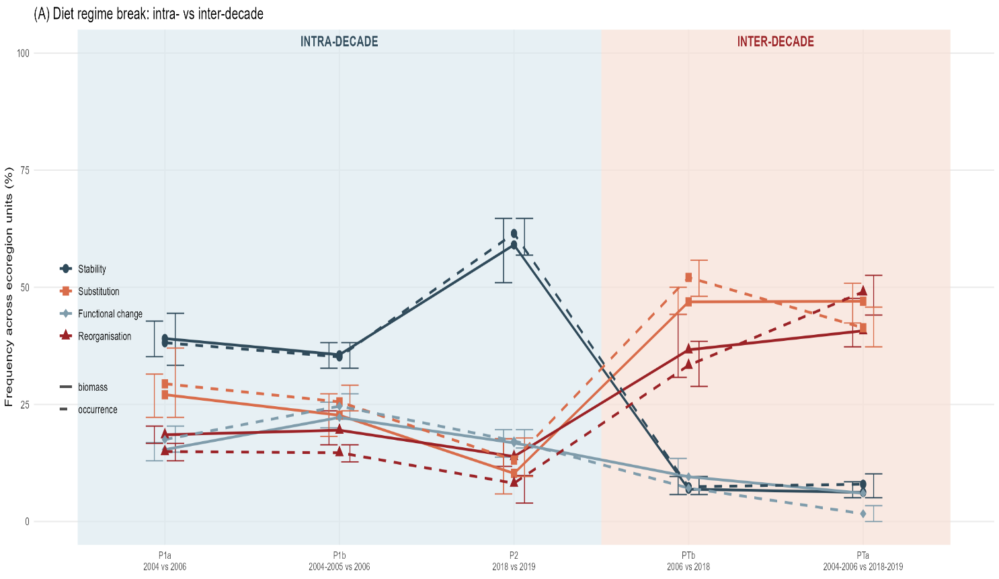 (A) Diet regime break: intra- vs inter-decade
INTRA-DECADE
INTER-DECADE
Frequency across ecoregion units (%)
100
75
50
25
0
Stability
Substitution
Functional change
Reorganisation
biomass
occurrence
P1a
2004 vs 2006
P1b
2004-2005 vs 2006
P2
2018 vs 2019
PTb
2006 vs 2018
PTa
2004-2006 vs 2018-2019